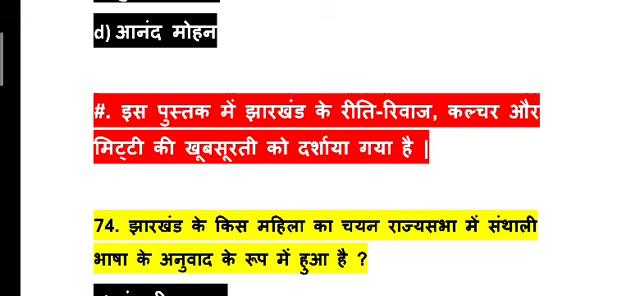 d) आनंद मोहन
#. इस पुस्तक में झारखंड के रीति-रिवाज, कल्चर और
मिट्टी की खूबसूरती को दर्शाया गया है |
74. झारखंड के किस महिला का चयन राज्यसभा में संथाली
भाषा के अनुवाद के रूप में हुआ है ?